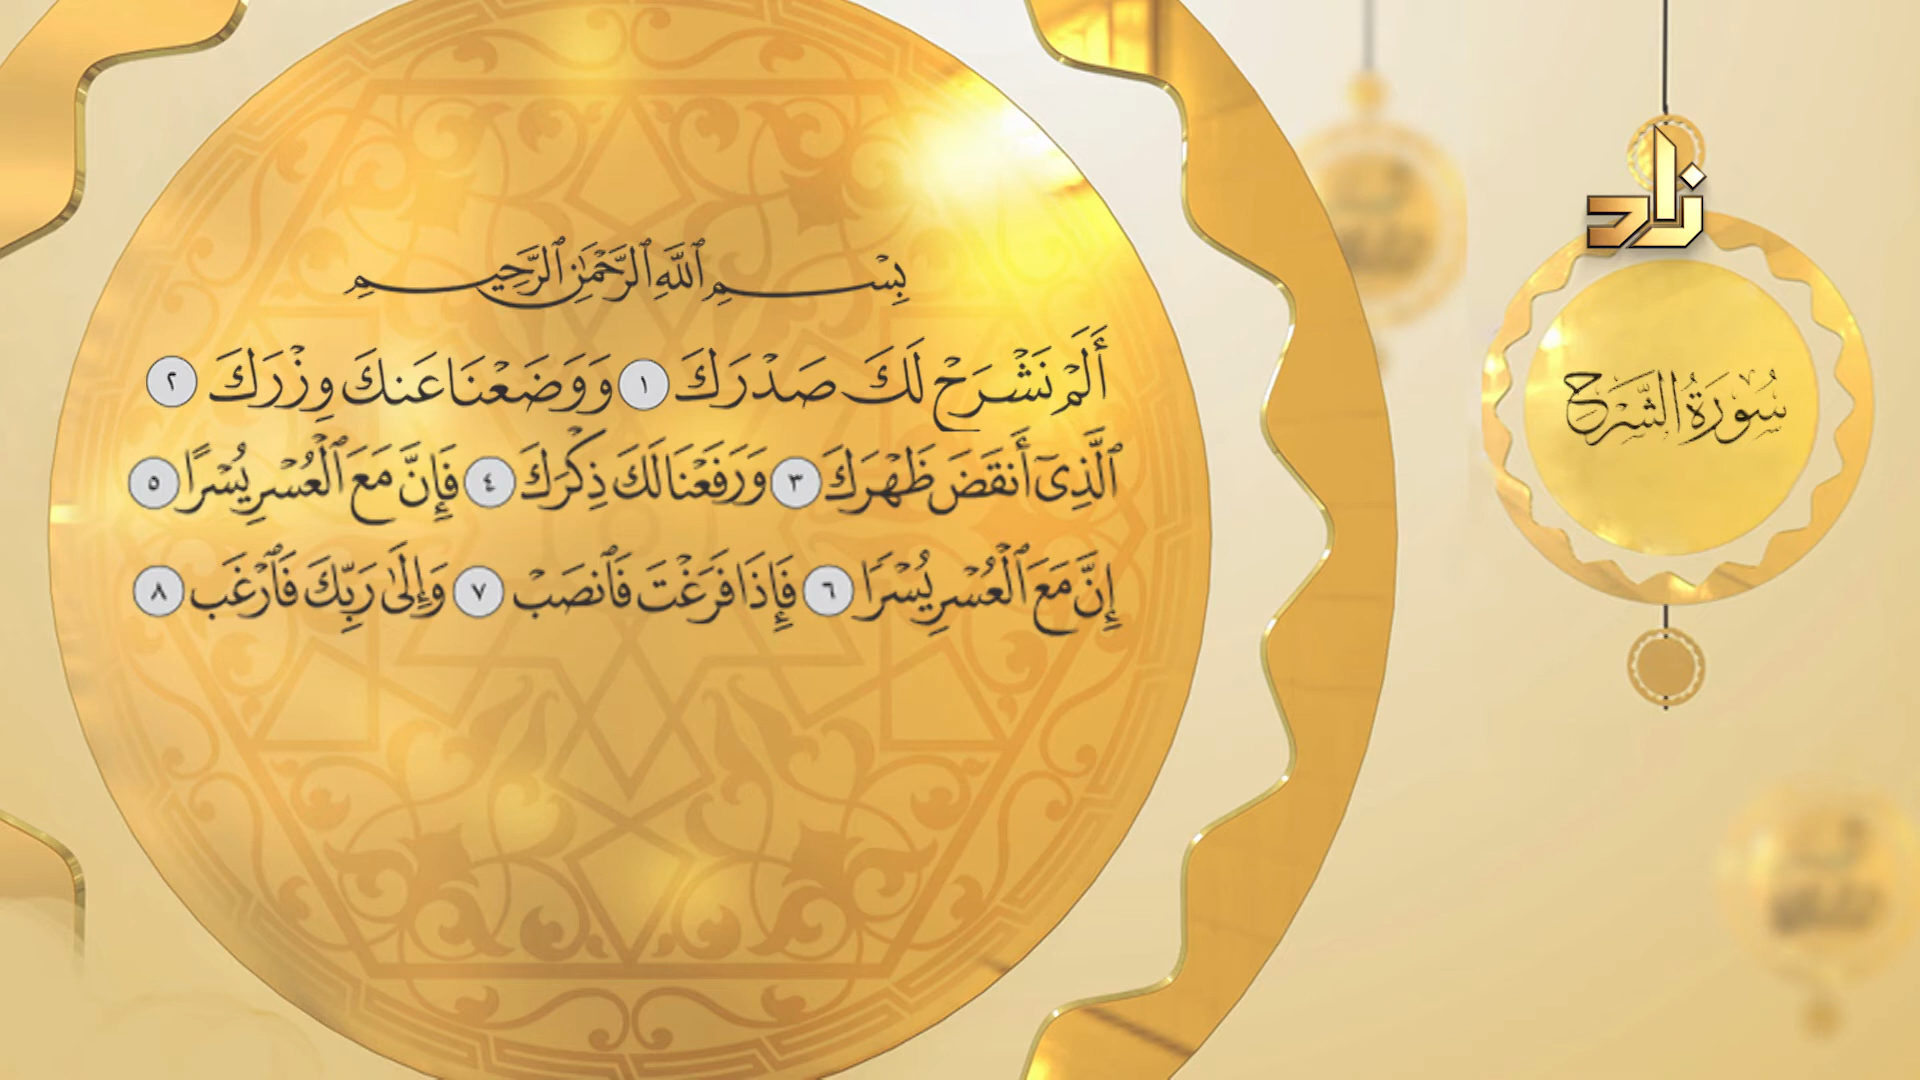 بِسْمِ ٱللَّهِ ٱلرَّحْمَٰنِ ٱلرَّحِيمِ
أَلَمْ نَشْرَحْ لَكَ صَدْرَكَ ١ وَوَضَعْنَا عَنكَ وِزْرَكَ ٢
ٱلَّذِىٓ أَنقَضَ ظَهْرَكَ ٣ وَرَفَعْنَا لَكَ ذِكْرَكَ ٤ فَإِنَّ مَعَ ٱلْعُسْرِ يُسْرًا ٥
إِنَّ مَعَ ٱلْعُسْرِ يُسْرًا ٦ فَإِذَا فَرَغْتَ فَٱنصَبْ ٧ وَإِلَىٰ رَبِّكَ فَٱرْغَب ٨
زاد
سُورَةُ الشَّرْحِ